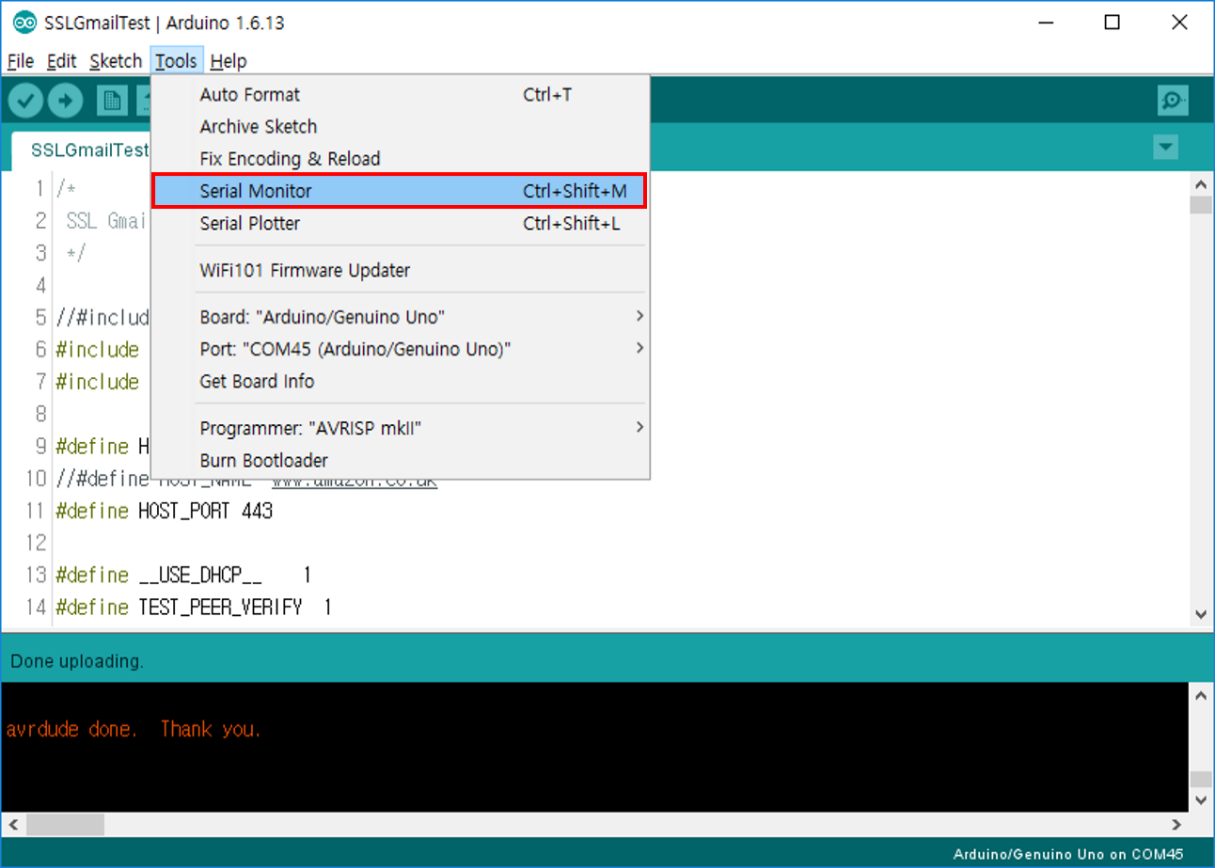 SSLGmailTest | Arduino 1.6.13
File Edit Sketch Tools Help
Auto Format Ctrl+T
Archive Sketch
Fix Encoding & Reload
Serial Monitor Ctrl+Shift+M
Serial Plotter Ctrl+Shift+L
WiFi101 Firmware Updater
Board: "Arduino/Genuino Uno"
Port: "COM45 (Arduino/Genuino Uno)"
Get Board Info
Programmer: "AVRISP mkII"
Burn Bootloader
SSLGmailTest
1 /*
2 SSL Gmai
3 */
4
5 //#includ
6 #include
7 #include
8
9 #define H
10 //#define HOST_NAME www.amazon.co.uk
11 #define HOST_PORT 443
12
13 #define __USE_DHCP__ 1
14 #define TEST_PEER_VERIFY 1
Done uploading.
avrdude done. Thank you.
Arduino/Genuino Uno on COM45